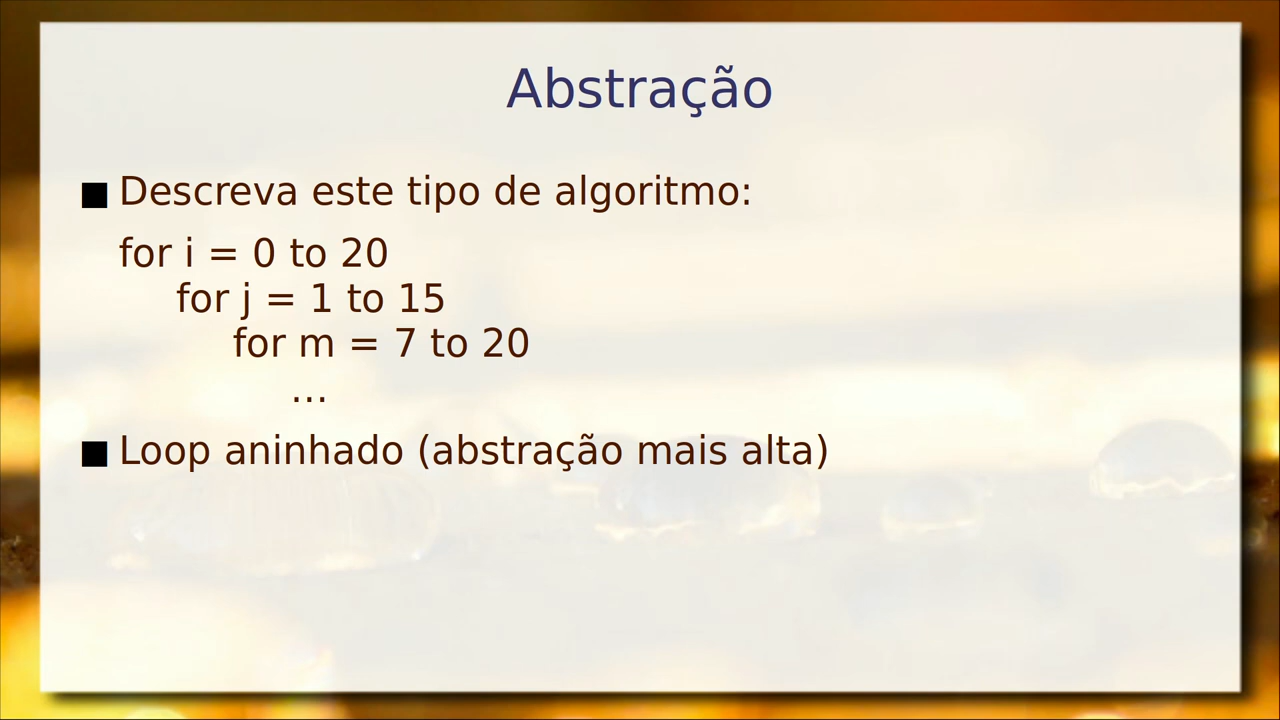 Abstração
■ Descreva este tipo de algoritmo:
for i = 0 to 20
for j = 1 to 15
for m = 7 to 20
…
■ Loop aninhado (abstração mais alta)